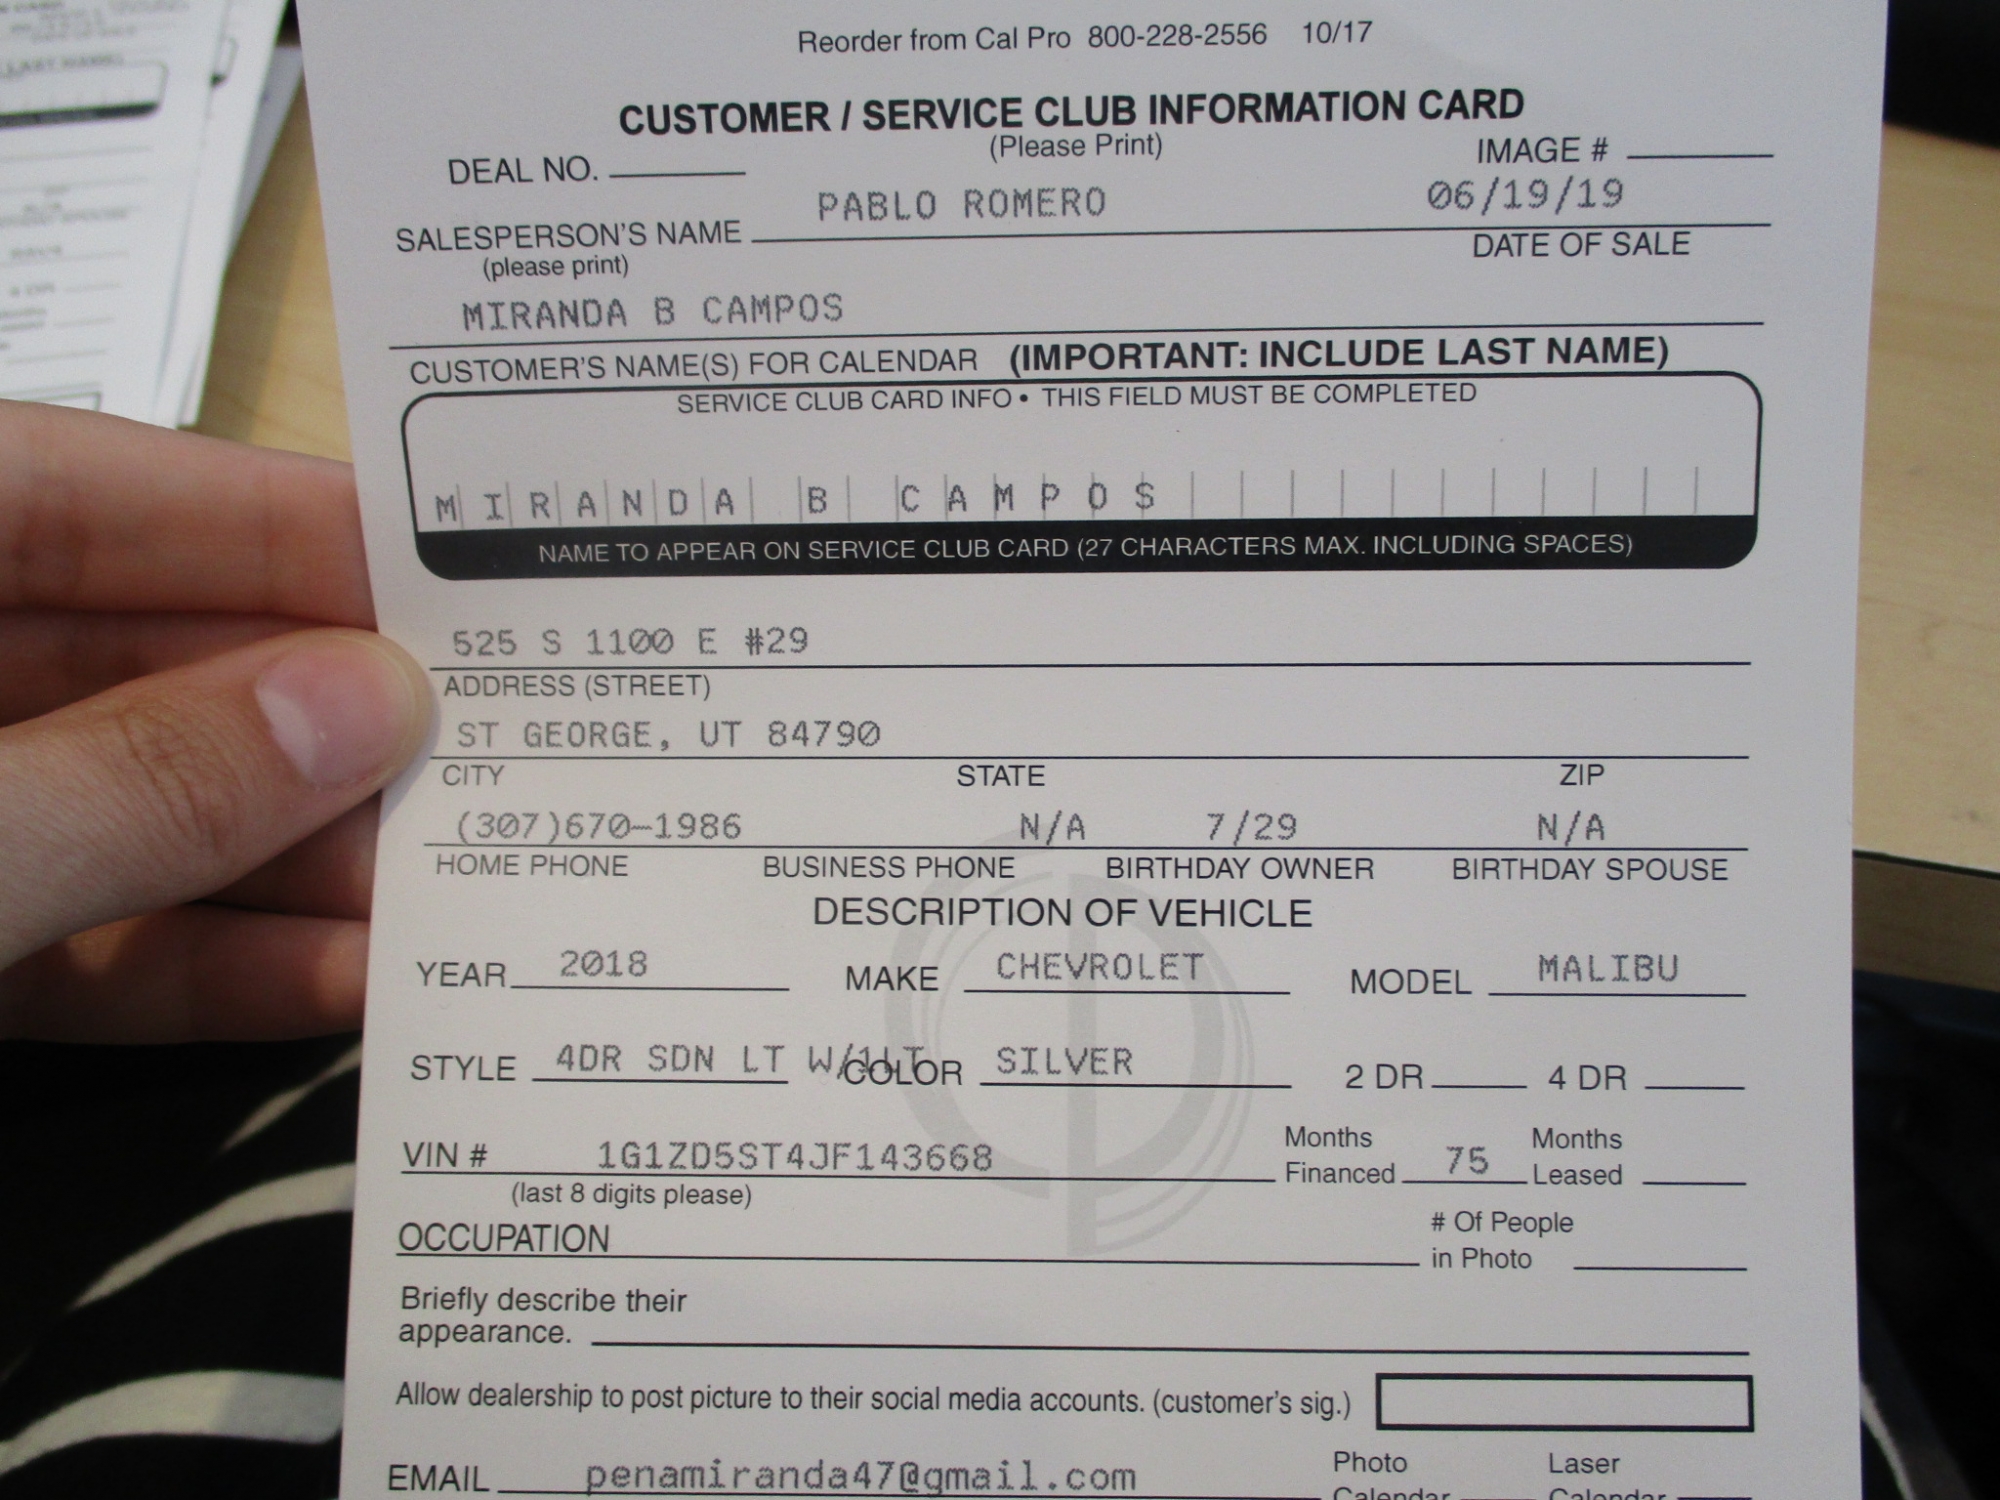 Reorder from Cal Pro 800-228-2556 10/17
CUSTOMER / SERVICE CLUB INFORMATION CARD
(Please Print)
DEAL NO. IMAGE #
PABLO ROMERO 06/19/19
SALESPERSON'S NAME DATE OF SALE
(please print)
MIRANDA B CAMPOS
CUSTOMER'S NAME(S) FOR CALENDAR (IMPORTANT: INCLUDE LAST NAME)
SERVICE CLUB CARD INFO • THIS FIELD MUST BE COMPLETED
MIRANDA B CAMPOS
NAME TO APPEAR ON SERVICE CLUB CARD (27 CHARACTERS MAX. INCLUDING SPACES)
525 S 1100 E #29
ADDRESS (STREET)
ST GEORGE, UT 84790
CITY STATE ZIP
(307)670-1986 N/A 7/29 N/A
HOME PHONE BUSINESS PHONE BIRTHDAY OWNER BIRTHDAY SPOUSE
DESCRIPTION OF VEHICLE
YEAR 2018 MAKE CHEVROLET MODEL MALIBU
STYLE 4DR SDN LT W/1LT COLOR SILVER 2 DR 4 DR
VIN # 1G1ZD5ST4JF143668 Months Financed 75 Months Leased
(last 8 digits please)
OCCUPATION # Of People in Photo
Briefly describe their
appearance.
Allow dealership to post picture to their social media accounts. (customer's sig.)
EMAIL penamiranda47@gmail.com Photo Calendar Laser Calendar